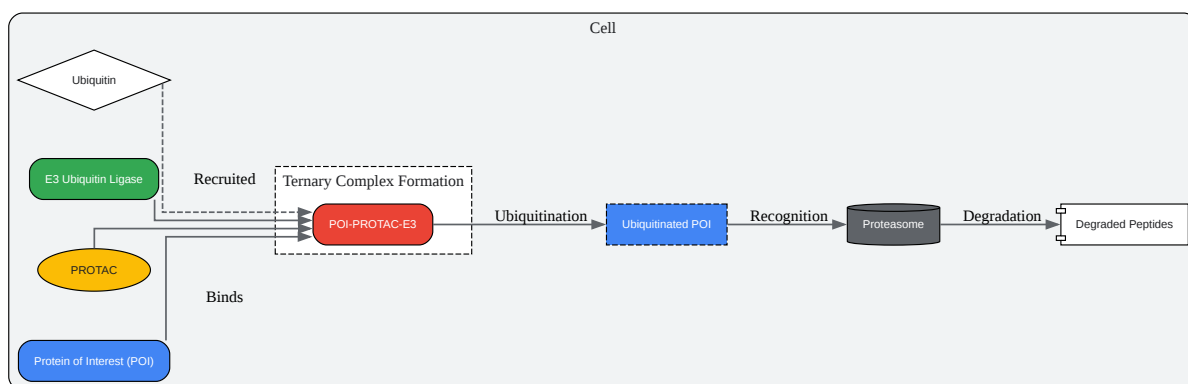 Cell
Ubiquitin
E3 Ubiquitin Ligase
Recruited
Ternary Complex Formation
POI-PROTAC-E3
Ubiquitination
Ubiquitinated POI
Recognition
Proteasome
Degradation
Degraded Peptides
PROTAC
Binds
Protein of Interest (POI)